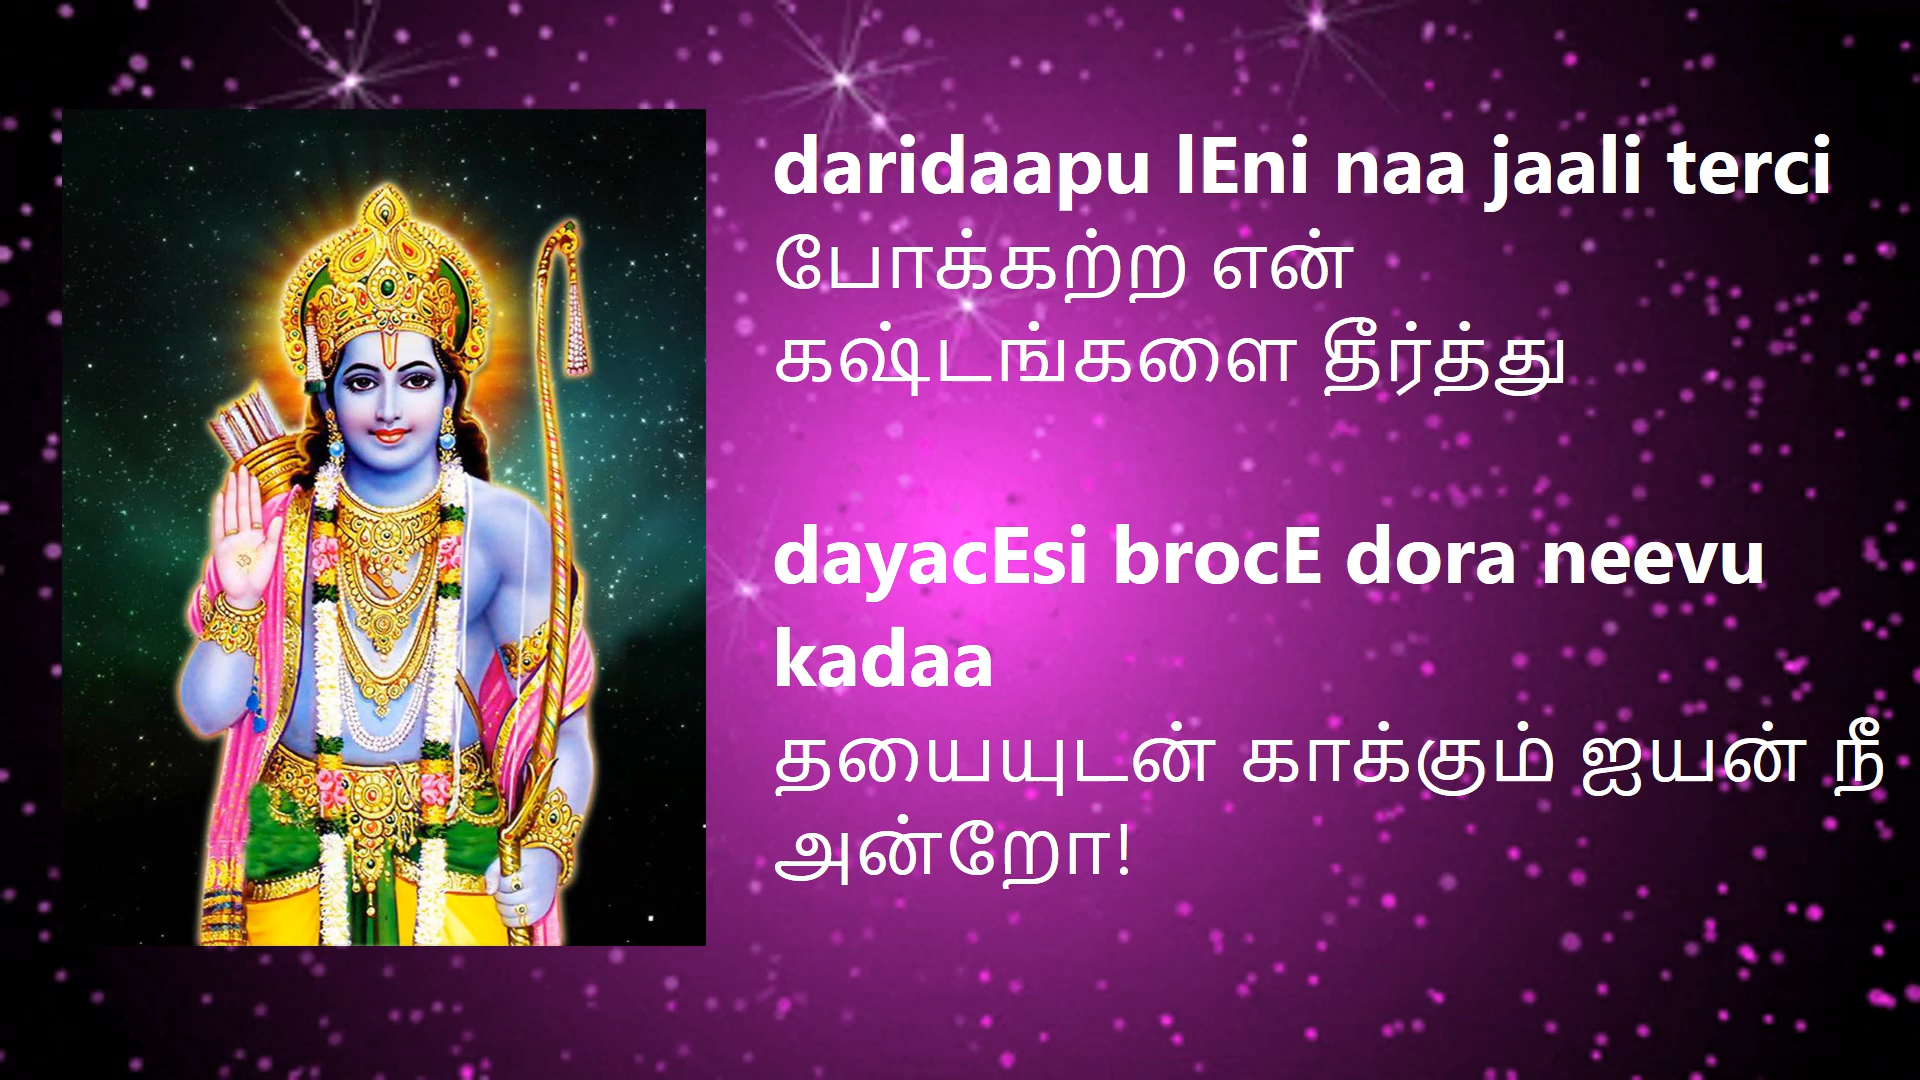 daridaapu lEni naa jaali terci
போக்கற்ற என்
கஷ்டங்களை தீர்த்து
dayacEsi brocE dora neevu
kadaa
தயையுடன் காக்கும் ஐயன் நீ
அன்றோ!